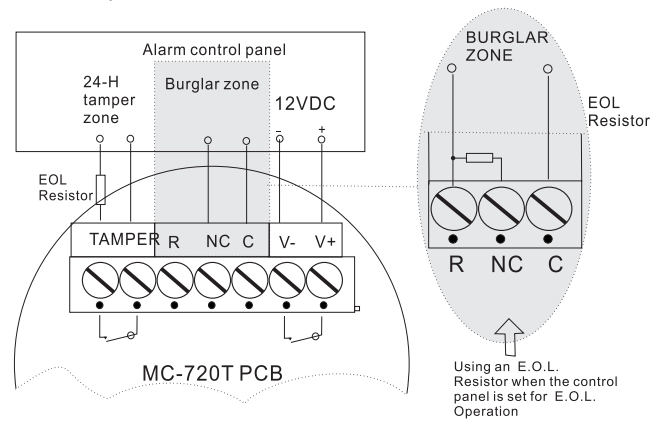 Alarm control panel
24-H
tamper
zone
Burglar zone
12VDC
- +
EOL
Resistor
TAMPER R NC C V- V+
MC-720T PCB
BURGLAR
ZONE
EOL
Resistor
R NC C
Using an E.O.L.
Resistor when the control
panel is set for E.O.L.
Operation